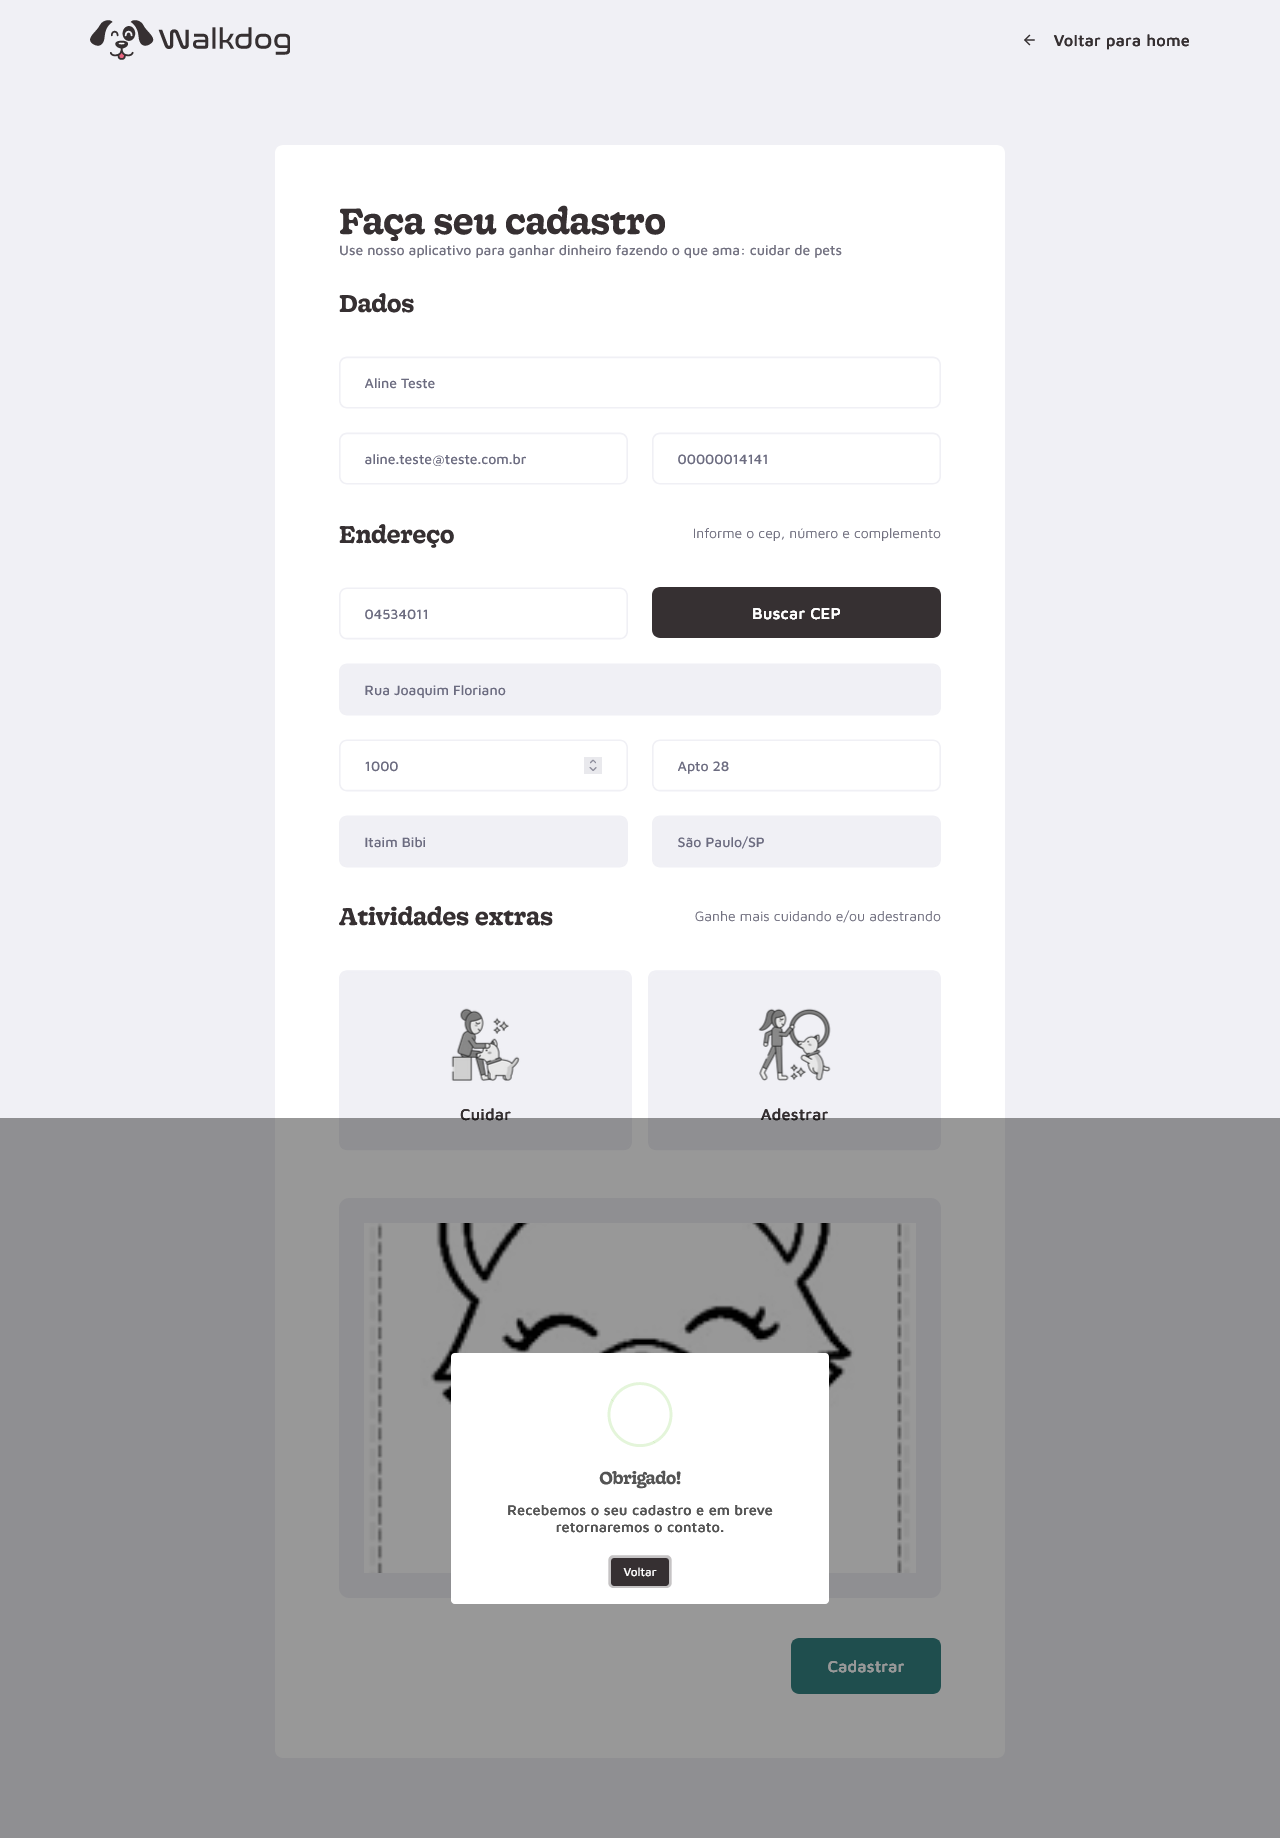 Walkdog
Voltar para home
Faça seu cadastro
Use nosso aplicativo para ganhar dinheiro fazendo o que ama: cuidar de pets
Dados
Aline Teste
aline.teste@teste.com.br
00000014141
Endereço
Informe o cep, número e complemento
04534011
Buscar CEP
Rua Joaquim Floriano
1000
Apto 28
Itaim Bibi
São Paulo/SP
Atividades extras
Ganhe mais cuidando e/ou adestrando
Cuidar
Adestrar
Obrigado!
Recebemos o seu cadastro e em breve
retornaremos o contato.
Voltar
Cadastrar